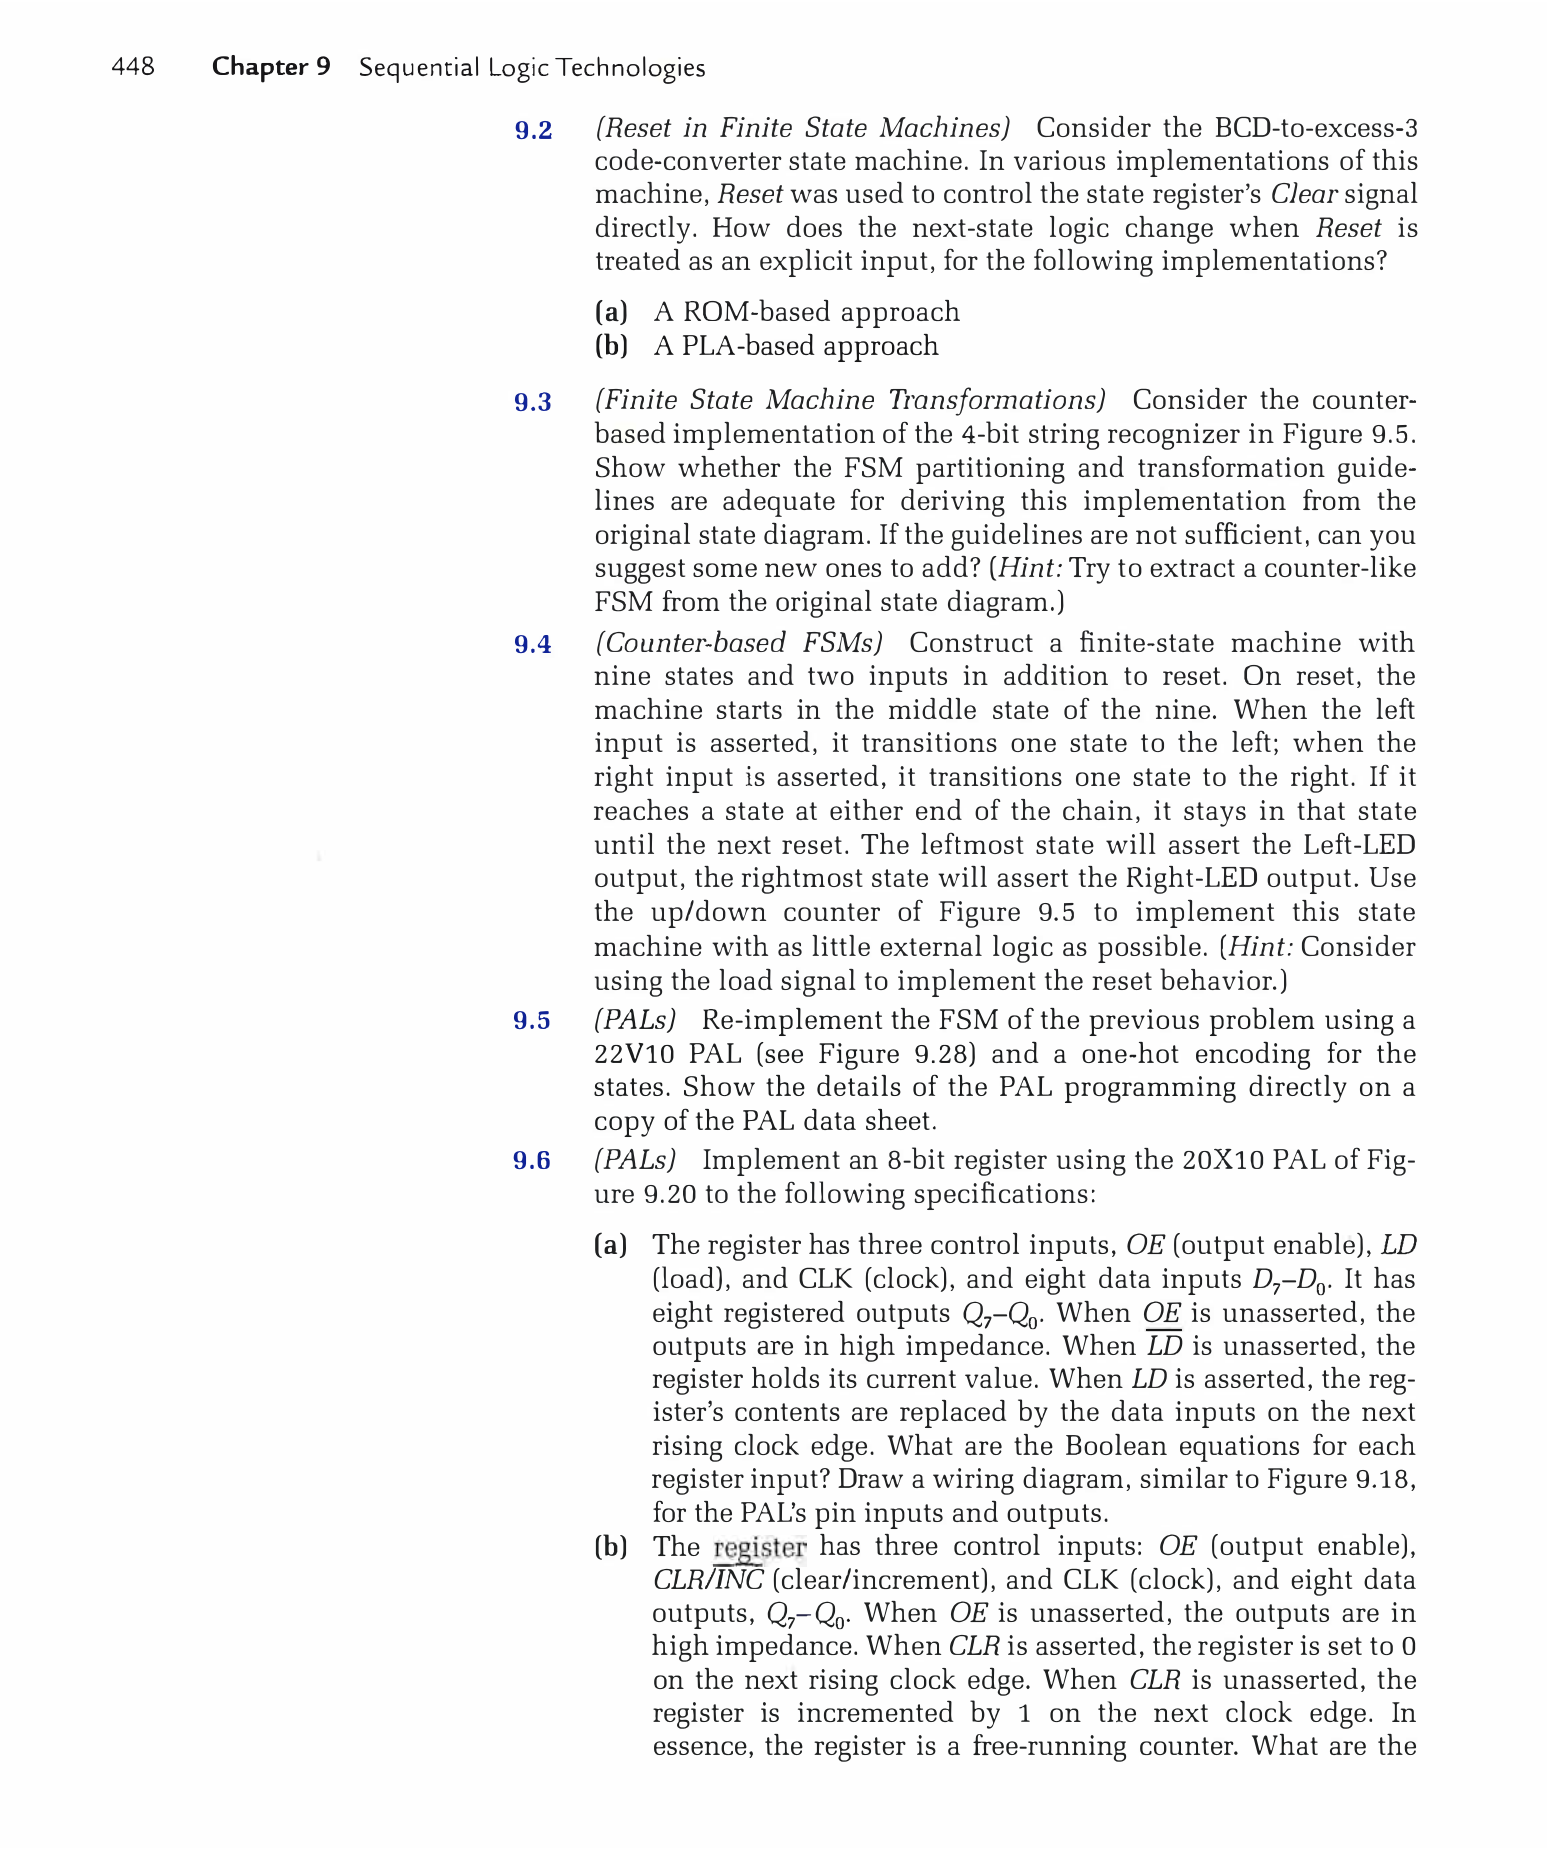 448 Chapter 9 Sequential Logic Technologies
9.2 (Reset in Finite State Machines) Consider the BCD-to-excess-3
code-converter state machine. In various implementations of this
machine, Reset was used to control the state register's Clear signal
directly. How does the next-state logic change when Reset is
treated as an explicit input, for the following implementations?
(a) A ROM-based approach
(b) A PLA-based approach
9.3 (Finite State Machine Transformations) Consider the counter-
based implementation of the 4-bit string recognizer in Figure 9.5.
Show whether the FSM partitioning and transformation guide-
lines are adequate for deriving this implementation from the
original state diagram. If the guidelines are not sufficient, can you
suggest some new ones to add? (Hint: Try to extract a counter-like
FSM from the original state diagram.)
9.4 (Counter-based FSMs) Construct a finite-state machine with
nine states and two inputs in addition to reset. On reset, the
machine starts in the middle state of the nine. When the left
input is asserted, it transitions one state to the left; when the
right input is asserted, it transitions one state to the right. If it
reaches a state at either end of the chain, it stays in that state
until the next reset. The leftmost state will assert the Left-LED
output, the rightmost state will assert the Right-LED output. Use
the up/down counter of Figure 9.5 to implement this state
machine with as little external logic as possible. (Hint: Consider
using the load signal to implement the reset behavior.)
9.5 (PALs) Re-implement the FSM of the previous problem using a
22V10 PAL (see Figure 9.28) and a one-hot encoding for the
states. Show the details of the PAL programming directly on a
copy of the PAL data sheet.
9.6 (PALs) Implement an 8-bit register using the 20X10 PAL of Fig-
ure 9.20 to the following specifications:
(a) The register has three control inputs, OE (output enable), LD
(load), and CLK (clock), and eight data inputs D₇–D₀. It has
eight registered outputs Q₇–Q₀. When O̅E̅ is unasserted, the
outputs are in high impedance. When L̅D̅ is unasserted, the
register holds its current value. When LD is asserted, the reg-
ister's contents are replaced by the data inputs on the next
rising clock edge. What are the Boolean equations for each
register input? Draw a wiring diagram, similar to Figure 9.18,
for the PAL's pin inputs and outputs.
(b) The register has three control inputs: OE (output enable),
CLR/I̅N̅C̅ (clear/increment), and CLK (clock), and eight data
outputs, Q₇–Q₀. When OE is unasserted, the outputs are in
high impedance. When CLR is asserted, the register is set to 0
on the next rising clock edge. When CLR is unasserted, the
register is incremented by 1 on the next clock edge. In
essence, the register is a free-running counter. What are the